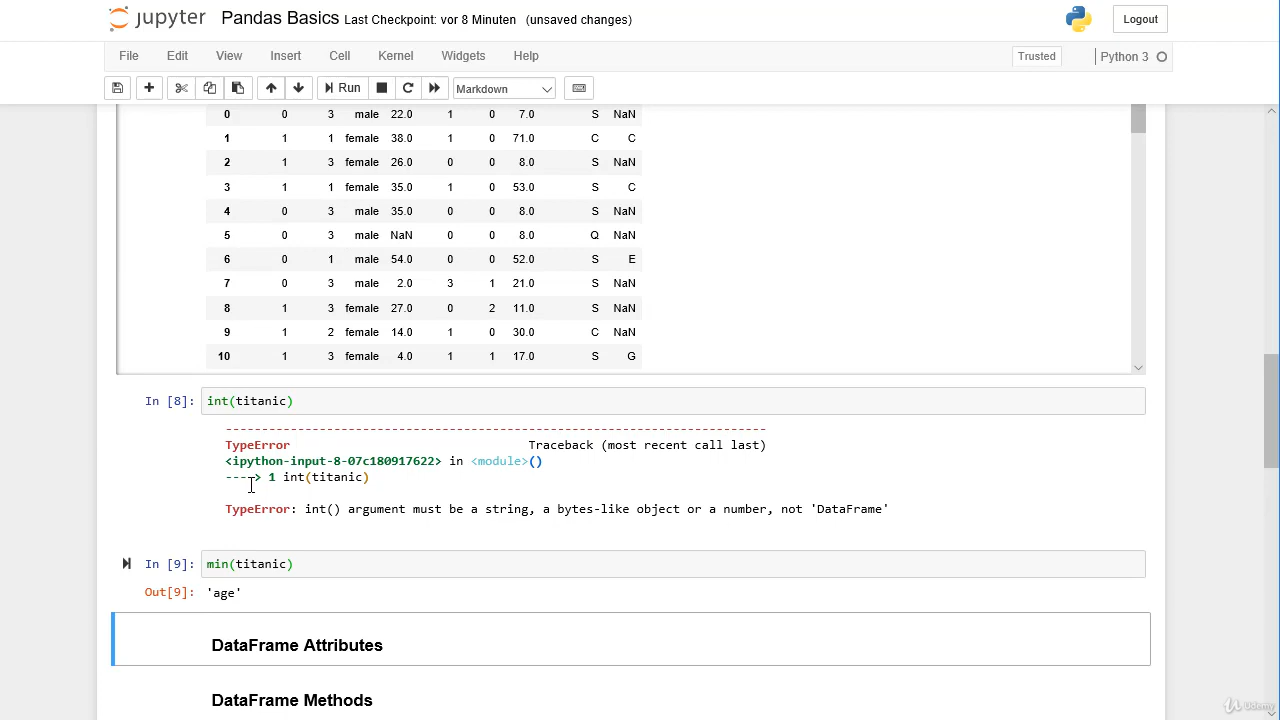 jupyter Pandas Basics Last Checkpoint: vor 8 Minuten (unsaved changes) Logout
File Edit View Insert Cell Kernel Widgets Help Trusted Python 3
Run Markdown
0 0 3 male 22.0 1 0 7.0 S NaN
1 1 1 female 38.0 1 0 71.0 C C
2 1 3 female 26.0 0 0 8.0 S NaN
3 1 1 female 35.0 1 0 53.0 S C
4 0 3 male 35.0 0 0 8.0 S NaN
5 0 3 male NaN 0 0 8.0 Q NaN
6 0 1 male 54.0 0 0 52.0 S E
7 0 3 male 2.0 3 1 21.0 S NaN
8 1 3 female 27.0 0 2 11.0 S NaN
9 1 2 female 14.0 1 0 30.0 C NaN
10 1 3 female 4.0 1 1 17.0 S G
In [8]: int(titanic)
---------------------------------------------------------------------------
TypeError Traceback (most recent call last)
<ipython-input-8-07c180917622> in <module>()
----> 1 int(titanic)
TypeError: int() argument must be a string, a bytes-like object or a number, not 'DataFrame'
In [9]: min(titanic)
Out[9]: 'age'
DataFrame Attributes
DataFrame Methods
Udemy